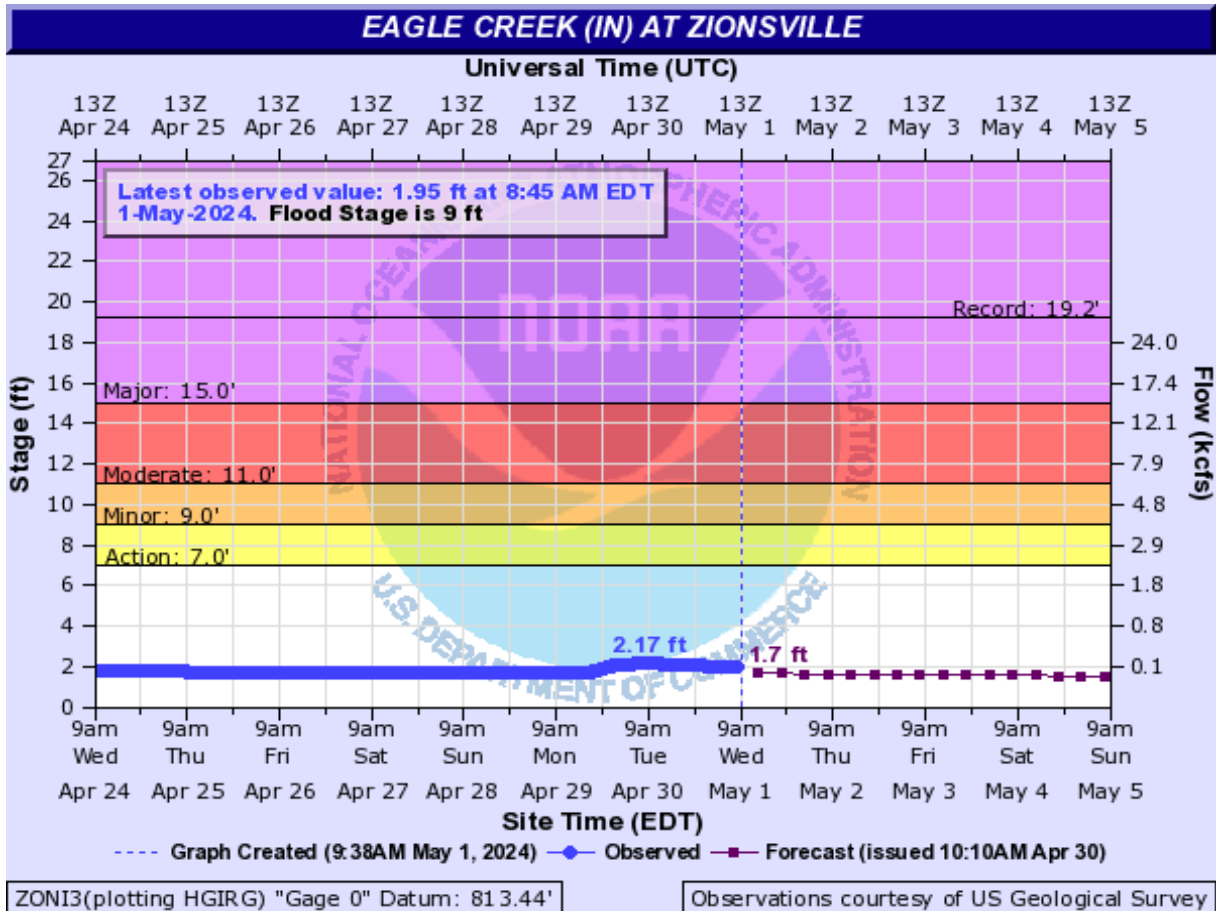 EAGLE CREEK (IN) AT ZIONSVILLE
Universal Time (UTC)
13Z 13Z 13Z 13Z 13Z 13Z 13Z 13Z 13Z 13Z 13Z 13Z
Apr 24 Apr 25 Apr 26 Apr 27 Apr 28 Apr 29 Apr 30 May 1 May 2 May 3 May 4 May 5
27
26
Latest observed value: 1.95 ft at 8:45 AM EDT
1-May-2024. Flood Stage is 9 ft
24
22
20
Record: 19.2'
18 24.0
16 17.4
Major: 15.0'
14 12.1
12 7.9
Moderate: 11.0'
10 4.8
Minor: 9.0'
8 2.9
Action: 7.0'
6 1.8
4 0.8
2.17 ft
1.7 ft
2 0.1
0
Stage (ft)
Flow (kcfs)
NATIONAL OCEANIC AND ATMOSPHERIC ADMINISTRATION
NOAA
U.S. DEPARTMENT OF COMMERCE
9am 9am 9am 9am 9am 9am 9am 9am 9am 9am 9am 9am
Wed Thu Fri Sat Sun Mon Tue Wed Thu Fri Sat Sun
Apr 24 Apr 25 Apr 26 Apr 27 Apr 28 Apr 29 Apr 30 May 1 May 2 May 3 May 4 May 5
Site Time (EDT)
Graph Created (9:38AM May 1, 2024) Observed Forecast (issued 10:10AM Apr 30)
ZONI3(plotting HGIRG) "Gage 0" Datum: 813.44' Observations courtesy of US Geological Survey